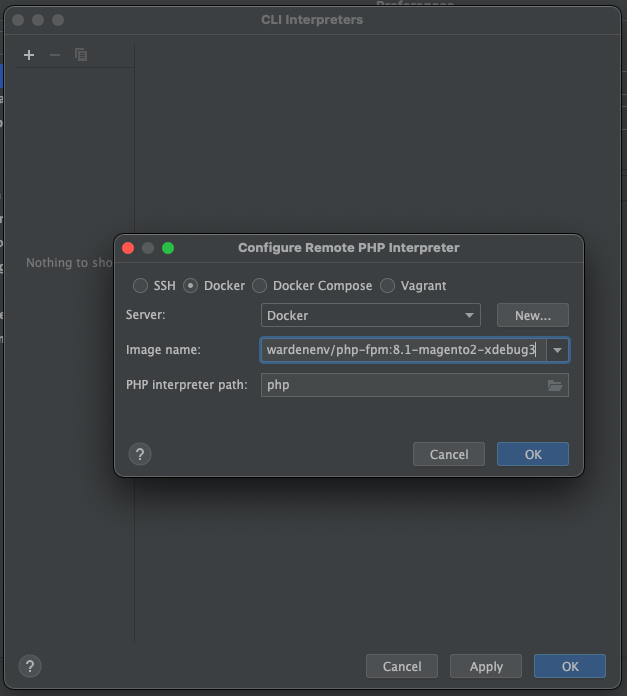 CLI Interpreters
Nothing to sho
Configure Remote PHP Interpreter
SSH Docker Docker Compose Vagrant
Server: Docker New...
Image name: wardenenv/php-fpm:8.1-magento2-xdebug3
PHP interpreter path: php
? Cancel OK
? Cancel Apply OK